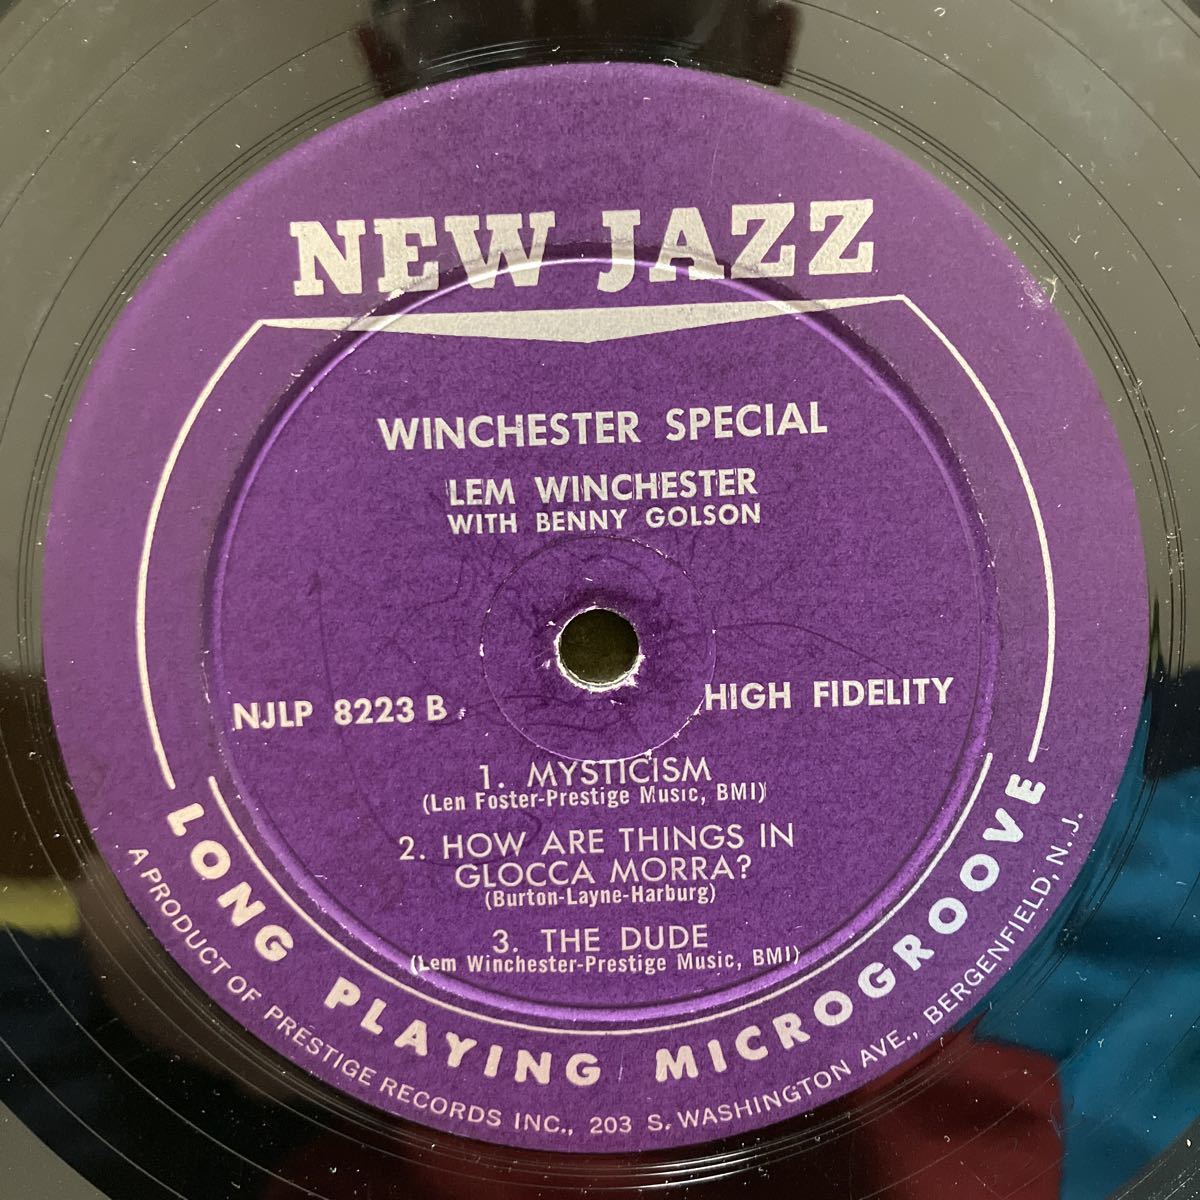 NEW JAZZ
WINCHESTER SPECIAL
LEM WINCHESTER
WITH BENNY GOLSON
NJLP 8223 B
HIGH FIDELITY
1. MYSTICISM
(Len Foster-Prestige Music, BMI)
2. HOW ARE THINGS IN
GLOCCA MORRA?
(Burton-Layne-Harburg)
3. THE DUDE
(Lem Winchester-Prestige Music, BMI)
LONG PLAYING MICROGROOVE
A PRODUCT OF PRESTIGE RECORDS INC., 203 S. WASHINGTON AVE., BERGENFIELD, N. J.